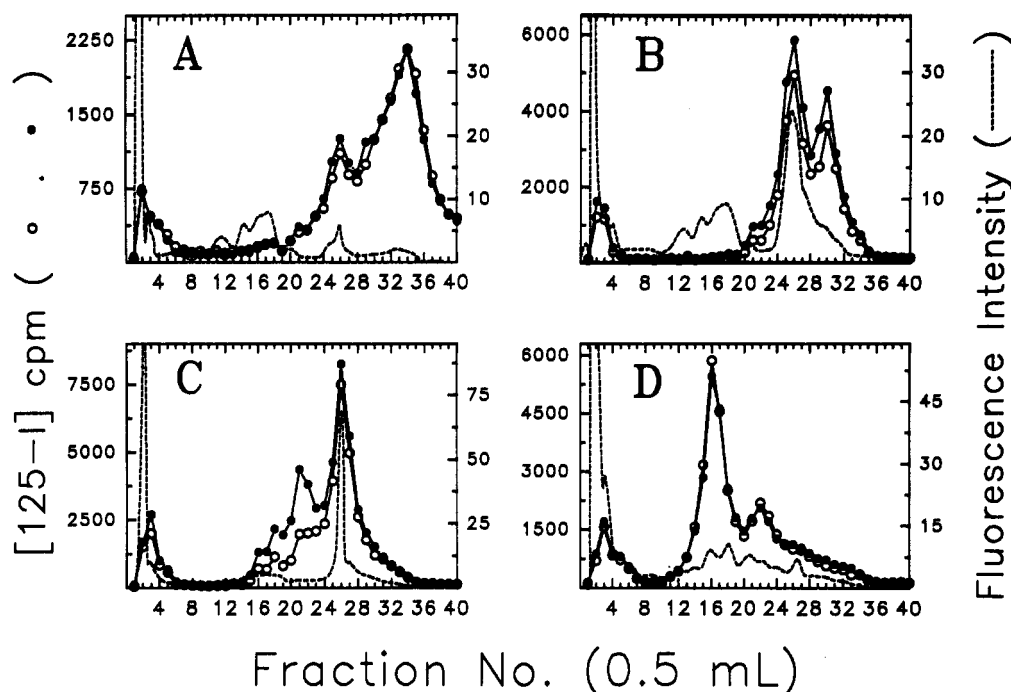 A
2250
1500
750
30
20
10
4 8 12 16 20 24 28 32 36 40
B
6000
4000
2000
30
20
10
4 8 12 16 20 24 28 32 36 40
C
7500
5000
2500
75
50
25
4 8 12 16 20 24 28 32 36 40
D
6000
4500
3000
1500
45
30
15
4 8 12 16 20 24 28 32 36 40
[125-I] cpm ( , )
Fluorescence Intensity (-----)
Fraction No. (0.5 mL)